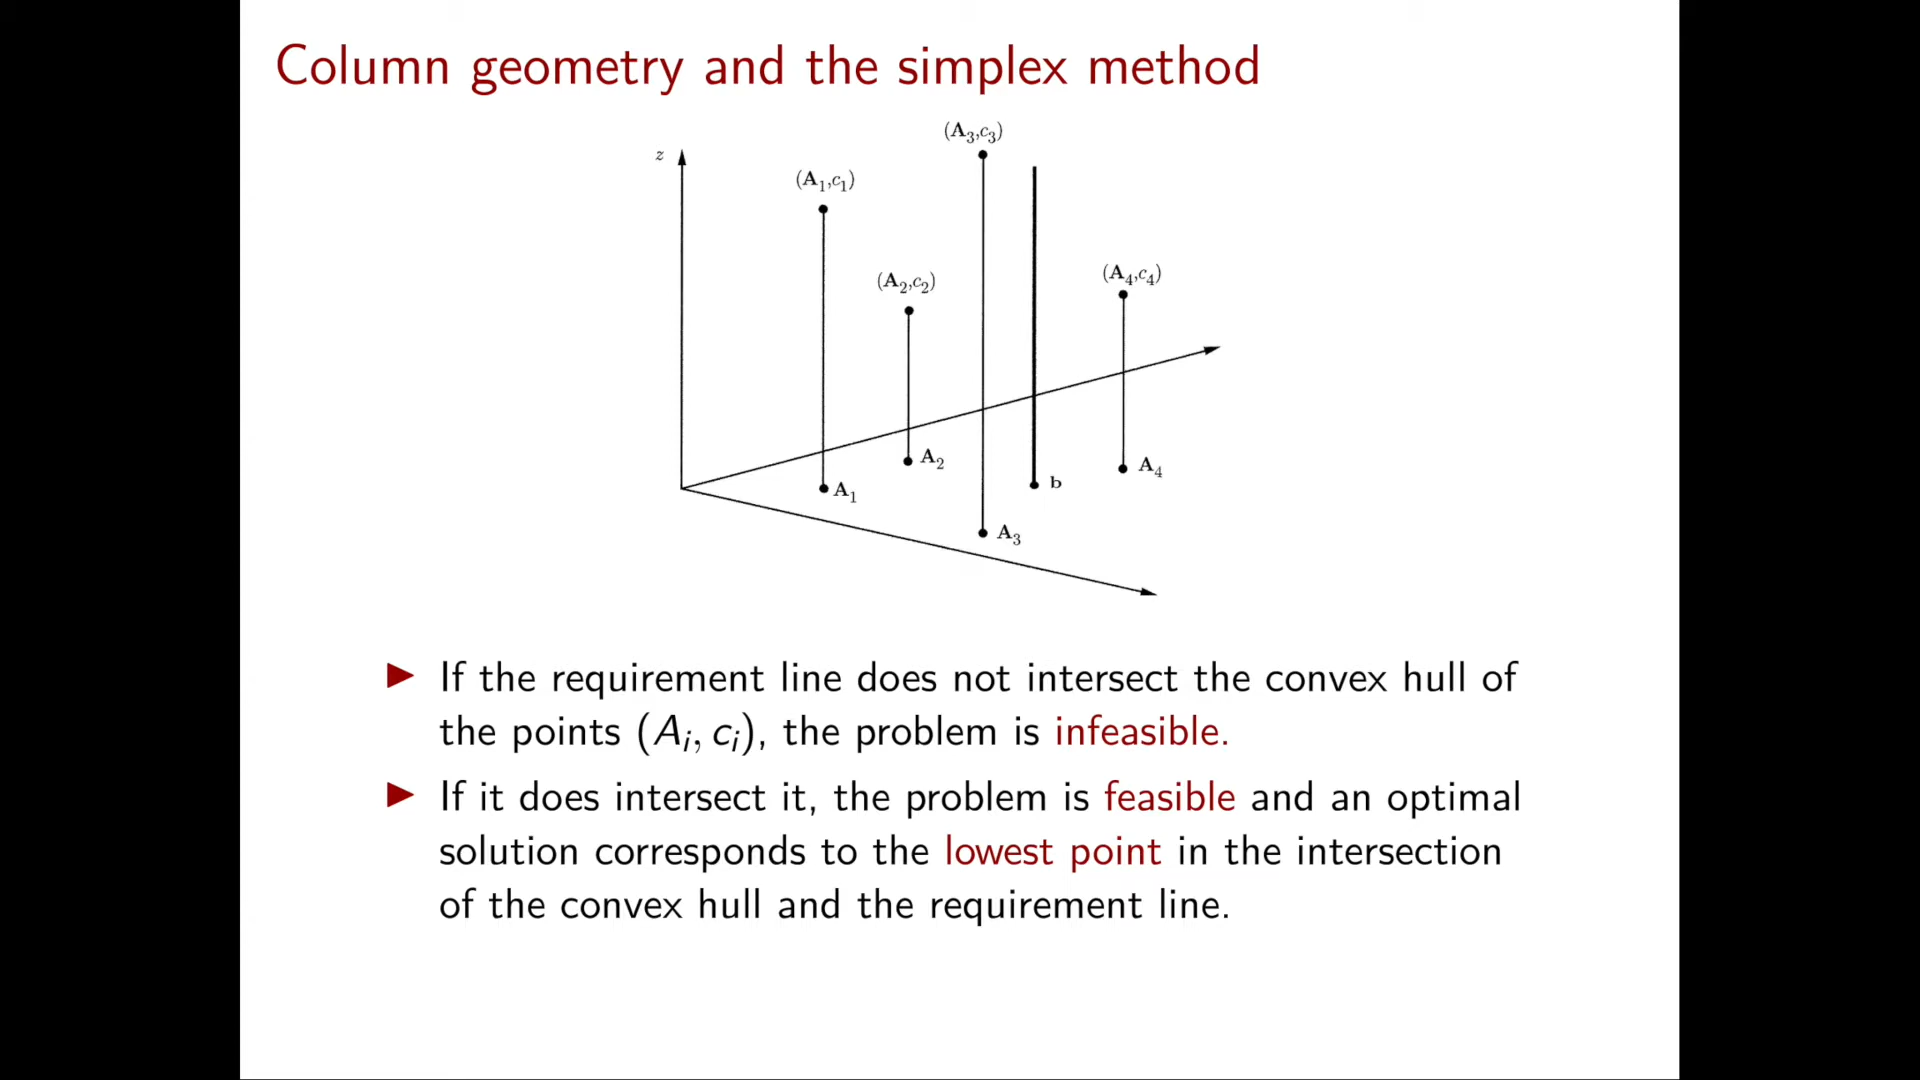 Column geometry and the simplex method
(A₃,c₃)
z
(A₁,c₁)
(A₂,c₂)
(A₄,c₄)
A₂
A₄
b
A₁
A₃
If the requirement line does not intersect the convex hull of
the points (Aᵢ, cᵢ), the problem is infeasible.
If it does intersect it, the problem is feasible and an optimal
solution corresponds to the lowest point in the intersection
of the convex hull and the requirement line.